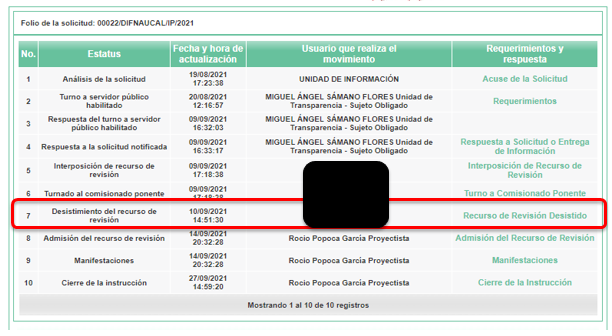 Folio de la solicitud: 00022/DIFNAUCAL/IP/2021
No. Estatus Fecha y hora de actualización Usuario que realiza el movimiento Requerimientos y respuesta
1 Análisis de la solicitud 19/08/2021 17:23:38 UNIDAD DE INFORMACIÓN Acuse de la Solicitud
2 Turno a servidor público habilitado 20/08/2021 12:16:57 MIGUEL ÁNGEL SÁMANO FLORES Unidad de Transparencia - Sujeto Obligado Requerimientos
3 Respuesta del turno a servidor público habilitado 09/09/2021 16:32:03 MIGUEL ÁNGEL SÁMANO FLORES Unidad de Transparencia - Sujeto Obligado
4 Respuesta a la solicitud notificada 09/09/2021 16:33:17 MIGUEL ÁNGEL SÁMANO FLORES Unidad de Transparencia - Sujeto Obligado Respuesta a Solicitud o Entrega de Información
5 Interposición de recurso de revisión 09/09/2021 17:18:38 Interposición de Recurso de Revisión
6 Turnado al comisionado ponente 09/09/2021 17:18:38 Turno a Comisionado Ponente
7 Desistimiento del recurso de revisión 10/09/2021 14:51:30 Recurso de Revisión Desistido
8 Admisión del recurso de revisión 14/09/2021 20:32:28 Rocio Popoca García Proyectista Admisión del Recurso de Revisión
9 Manifestaciones 14/09/2021 20:32:28 Rocio Popoca García Proyectista Manifestaciones
10 Cierre de la instrucción 27/09/2021 14:59:20 Rocio Popoca García Proyectista Cierre de la Instrucción
Mostrando 1 al 10 de 10 registros